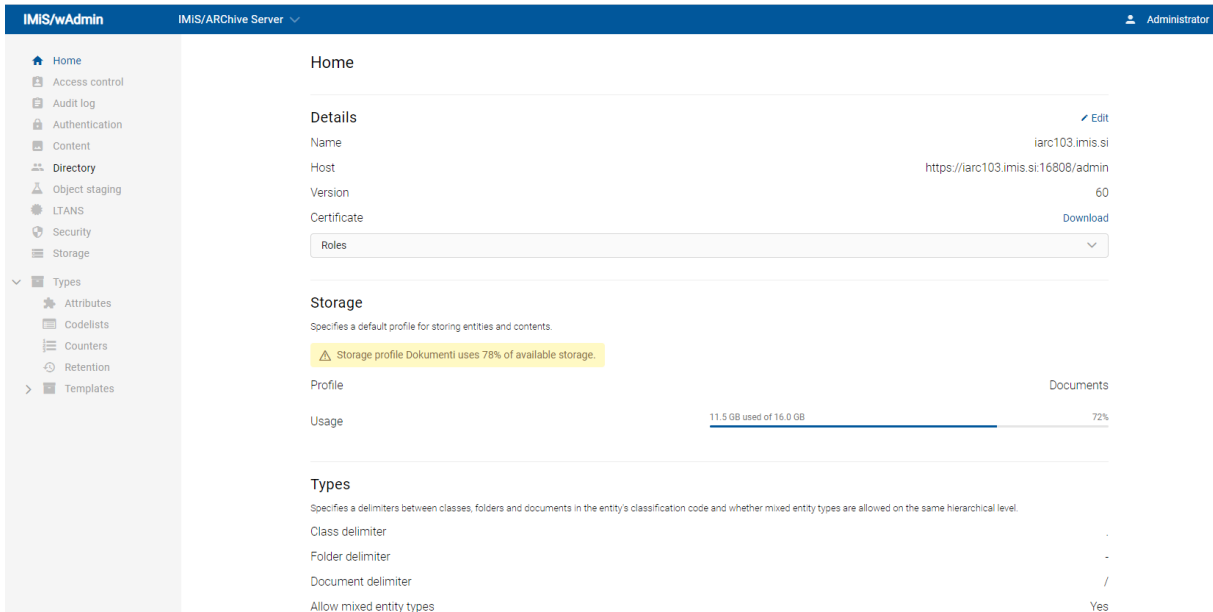 IMiS/wAdmin IMiS/ARChive Server Administrator
Home
Access control
Audit log
Authentication
Content
Directory
Object staging
LTANS
Security
Storage
Types
Attributes
Codelists
Counters
Retention
Templates
Home
Details Edit
Name iarc103.imis.si
Host https://iarc103.imis.si:16808/admin
Version 60
Certificate Download
Roles
Storage
Specifies a default profile for storing entities and contents.
Storage profile Dokumenti uses 78% of available storage.
Profile Documents
Usage 11.5 GB used of 16.0 GB 72%
Types
Specifies a delimiters between classes, folders and documents in the entity's classification code and whether mixed entity types are allowed on the same hierarchical level.
Class delimiter .
Folder delimiter -
Document delimiter /
Allow mixed entity types Yes